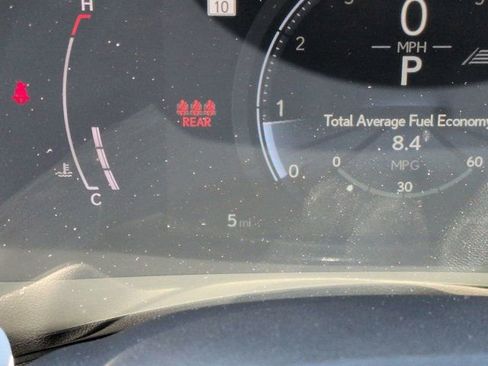 H
10
0
MPH
P
2
1
0
REAR
Total Average Fuel Economy
8.4
MPG
0
60
30
C
5 mi